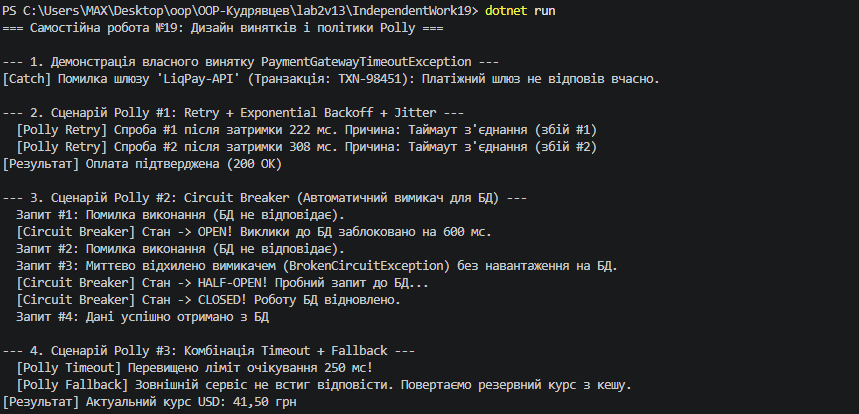 PS C:\Users\MAX\Desktop\oop\OOP-Кудрявцев\lab2v13\IndependentWork19> dotnet run
=== Самостійна робота №19: Дизайн винятків і політики Polly ===
--- 1. Демонстрація власного винятку PaymentGatewayTimeoutException ---
[Catch] Помилка шлюзу 'LiqPay-API' (Транзакція: TXN-98451): Платіжний шлюз не відповів вчасно.
--- 2. Сценарій Polly #1: Retry + Exponential Backoff + Jitter ---
[Polly Retry] Спроба #1 після затримки 222 мс. Причина: Таймаут з'єднання (збій #1)
[Polly Retry] Спроба #2 після затримки 308 мс. Причина: Таймаут з'єднання (збій #2)
[Результат] Оплата підтверджена (200 OK)
--- 3. Сценарій Polly #2: Circuit Breaker (Автоматичний вимикач для БД) ---
Запит #1: Помилка виконання (БД не відповідає).
[Circuit Breaker] Стан -> OPEN! Виклики до БД заблоковано на 600 мс.
Запит #2: Помилка виконання (БД не відповідає).
Запит #3: Миттєво відхилено вимикачем (BrokenCircuitException) без навантаження на БД.
[Circuit Breaker] Стан -> HALF-OPEN! Пробний запит до БД...
[Circuit Breaker] Стан -> CLOSED! Роботу БД відновлено.
Запит #4: Дані успішно отримано з БД
--- 4. Сценарій Polly #3: Комбінація Timeout + Fallback ---
[Polly Timeout] Перевищено ліміт очікування 250 мс!
[Polly Fallback] Зовнішній сервіс не встиг відповісти. Повертаємо резервний курс з кешу.
[Результат] Актуальний курс USD: 41,50 грн